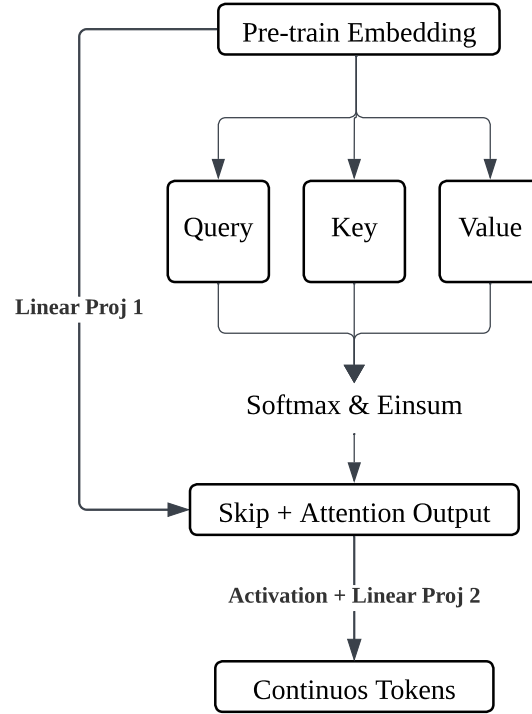 Pre-train Embedding
Query
Key
Value
Linear Proj 1
Softmax & Einsum
Skip + Attention Output
Activation + Linear Proj 2
Continuos Tokens